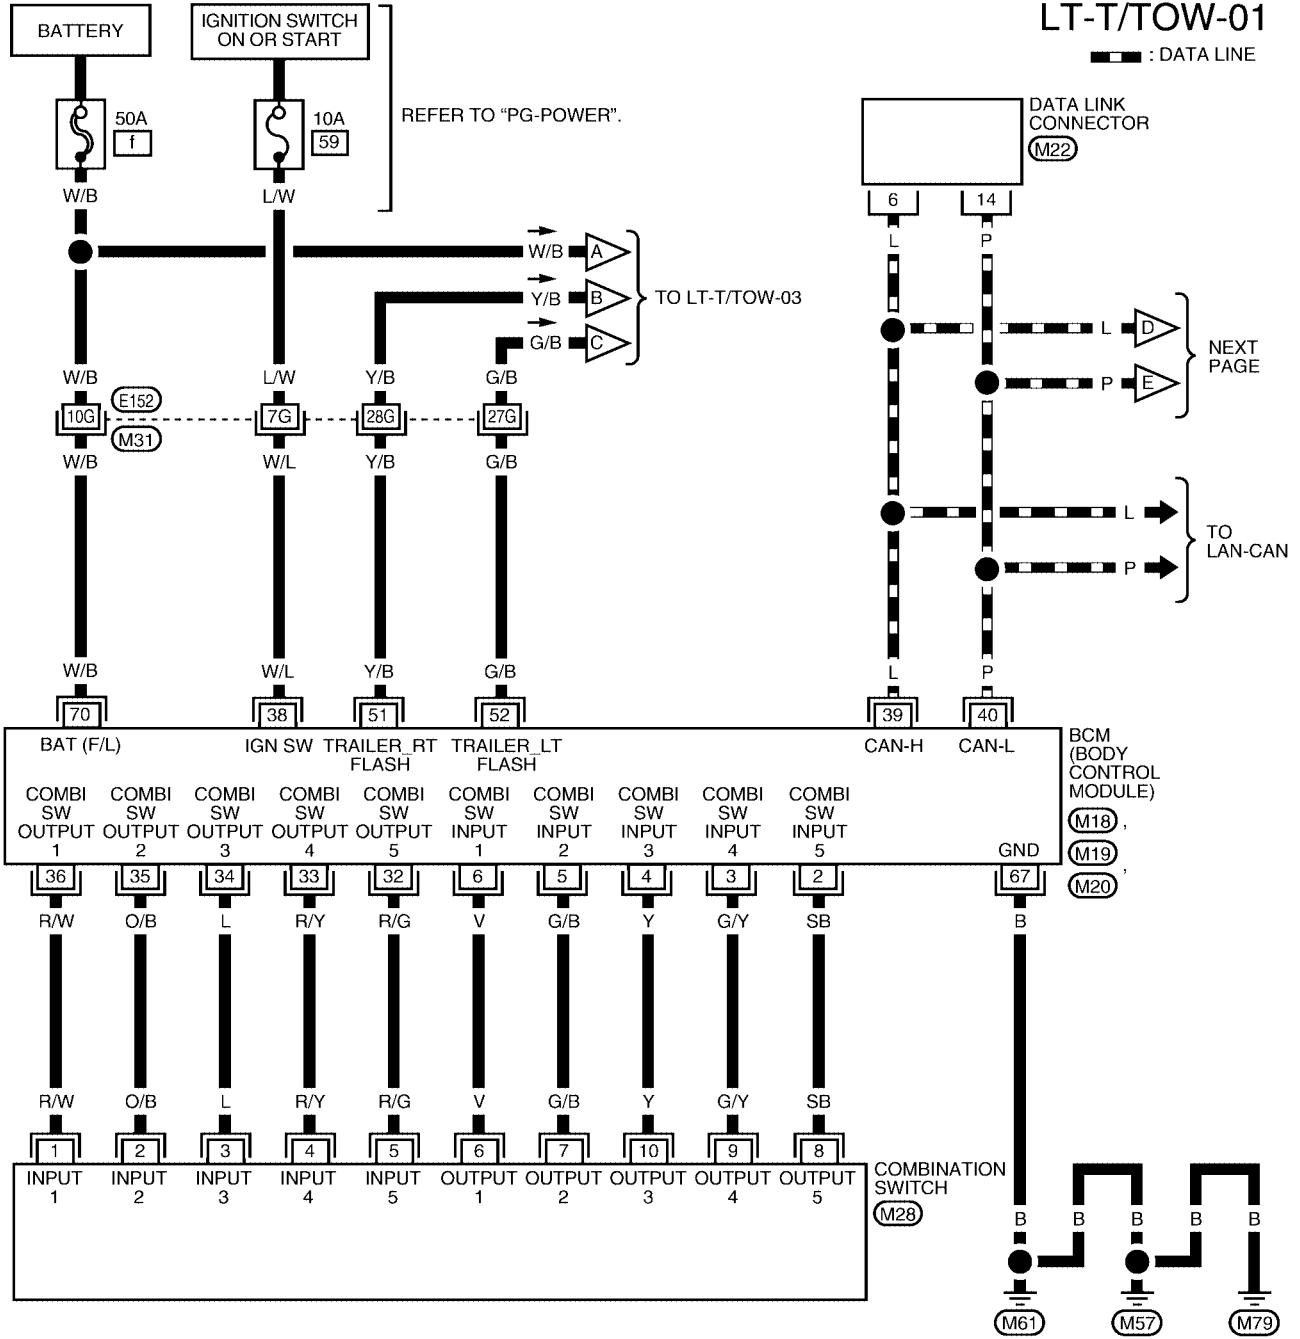 LT-T/TOW-01
: DATA LINE
BATTERY
IGNITION SWITCH
ON OR START
50A
f
10A
59
REFER TO “PG-POWER”.
DATA LINK
CONNECTOR
M22
6 14
W/B L/W
L P
W/B A
Y/B B
G/B C
TO LT-T/TOW-03
L D
P E
NEXT
PAGE
W/B L/W Y/B G/B
10G 7G 28G 27G
E152
M31
W/B W/L Y/B G/B
L
P
TO
LAN-CAN
W/B W/L Y/B G/B L P
70 38 51 52 39 40
BAT (F/L) IGN SW TRAILER_RT TRAILER_LT CAN-H CAN-L
FLASH FLASH
BCM
(BODY
CONTROL
MODULE)
M18 ,
M19 ,
M20
COMBI COMBI COMBI COMBI COMBI COMBI COMBI COMBI COMBI COMBI
SW SW SW SW SW SW SW SW SW SW
OUTPUT OUTPUT OUTPUT OUTPUT OUTPUT INPUT INPUT INPUT INPUT INPUT
1 2 3 4 5 1 2 3 4 5 GND
36 35 34 33 32 6 5 4 3 2 67
R/W O/B L R/Y R/G V G/B Y G/Y SB B
R/W O/B L R/Y R/G V G/B Y G/Y SB
1 2 3 4 5 6 7 10 9 8
INPUT INPUT INPUT INPUT INPUT OUTPUT OUTPUT OUTPUT OUTPUT OUTPUT
1 2 3 4 5 1 2 3 4 5
COMBINATION
SWITCH
M28
B B B B B
M61 M57 M79